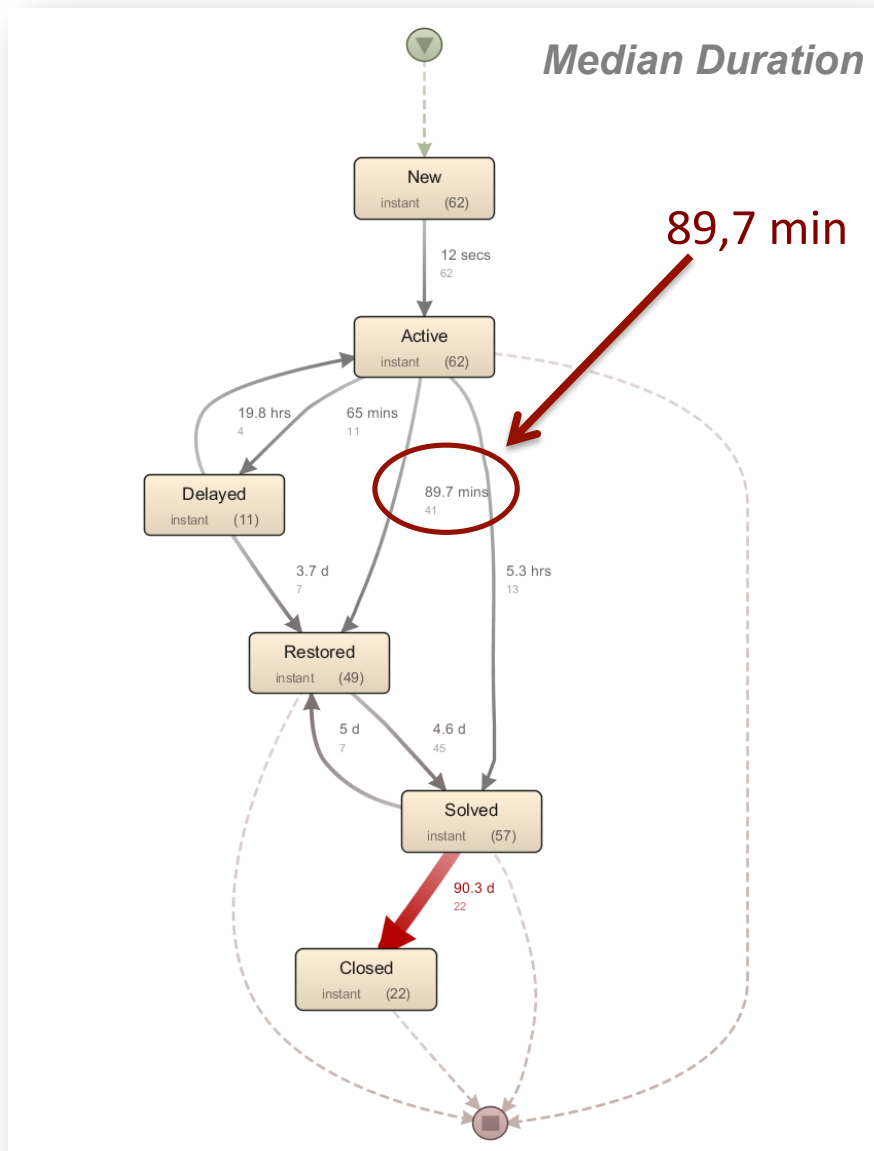 Median Duration
New
instant (62)
89,7 min
12 secs
62
Active
instant (62)
19.8 hrs
4
65 mins
11
89.7 mins
41
Delayed
instant (11)
3.7 d
7
5.3 hrs
13
Restored
instant (49)
5 d
7
4.6 d
45
Solved
instant (57)
90.3 d
22
Closed
instant (22)